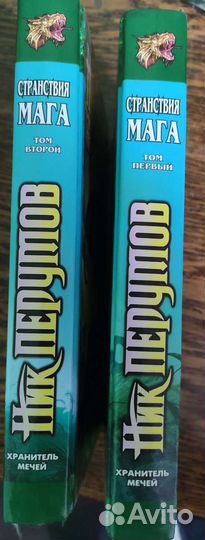 СТРАНСТВИЯ
МАГА
ТОМ
ВТОРОЙ
Ник ПЕРУМОВ
ХРАНИТЕЛЬ
МЕЧЕЙ
СТРАНСТВИЯ
МАГА
ТОМ
ПЕРВЫЙ
Ник ПЕРУМОВ
ХРАНИТЕЛЬ
МЕЧЕЙ
Avito